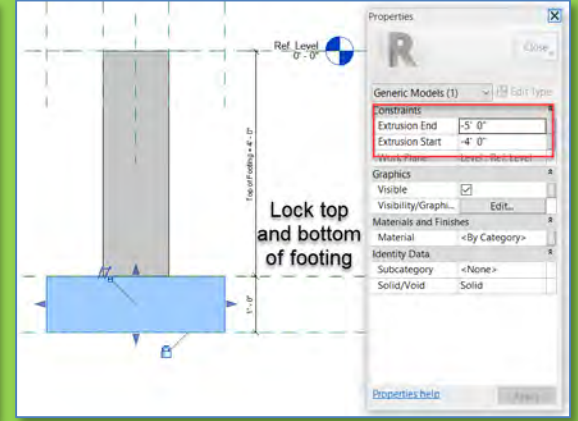 Ref. Level
0' - 0"
Top of Footing = 4' - 0"
1' - 0"
Lock top
and bottom
of footing
Properties
R
Close
Generic Models (1)
Edit Type
Constraints
Extrusion End -5' 0"
Extrusion Start -4' 0"
Work Plane Level : Ref. Level
Graphics
Visible
Visibility/Graphi... Edit...
Materials and Finishes
Material <By Category>
Identity Data
Subcategory <None>
Solid/Void Solid
Properties help
Apply